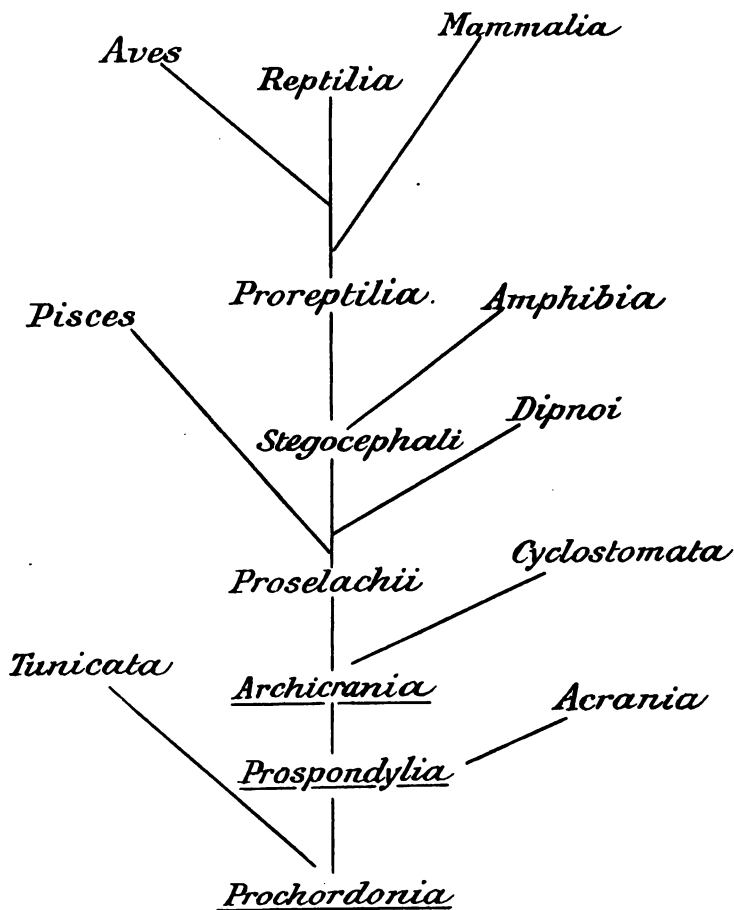 Mammalia
Aves
Reptilia
Proreptilia.
Amphibia
Pisces
Dipnoi
Stegocephali
Cyclostomata
Proselachii
Tunicata
Archicrania
Acrania
Prospondylia
Prochordonia